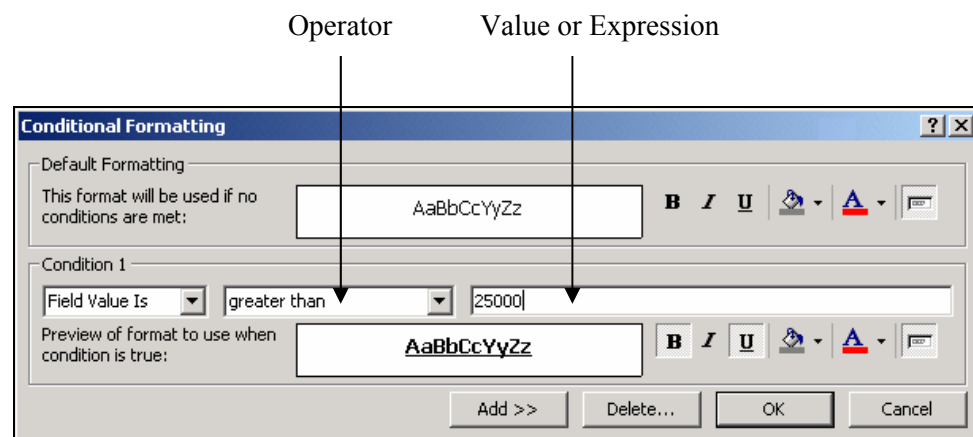 Operator Value or Expression
Conditional Formatting
Default Formatting
This format will be used if no
conditions are met:
AaBbCcYyZz
B I U A
Condition 1
Field Value Is greater than 25000
Preview of format to use when
condition is true:
AaBbCcYyZz
B I U A
Add >> Delete... OK Cancel